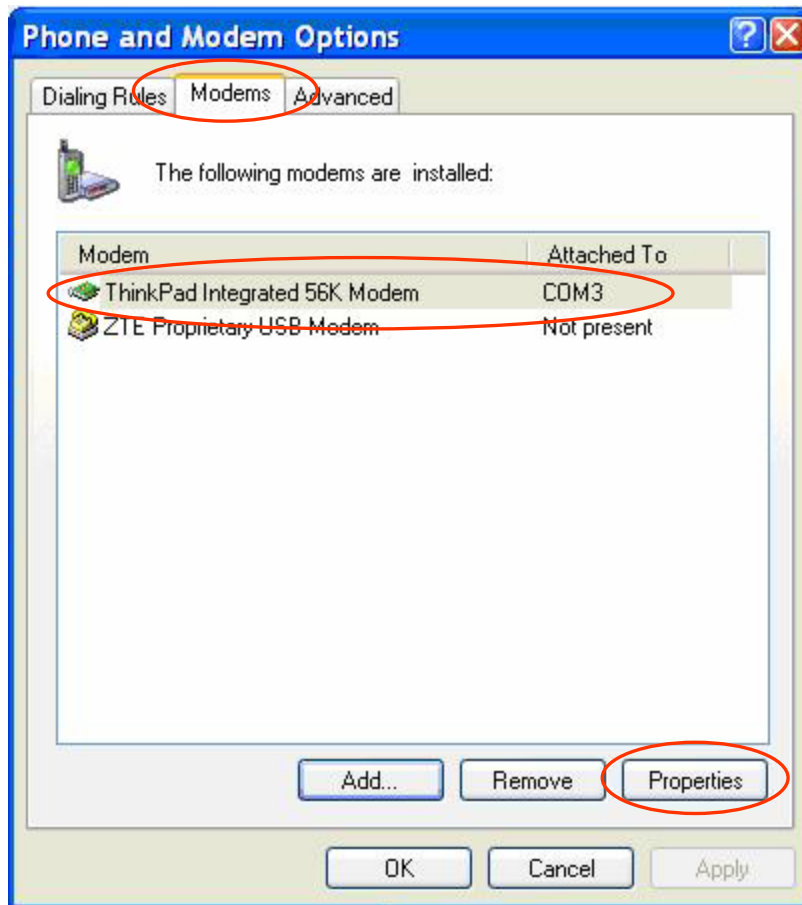 Phone and Modem Options
Dialing Rules Modems Advanced
The following modems are installed:
Modem Attached To
ThinkPad Integrated 56K Modem COM3
ZTE Proprietary USB Modem Not present
Add... Remove Properties
OK Cancel Apply